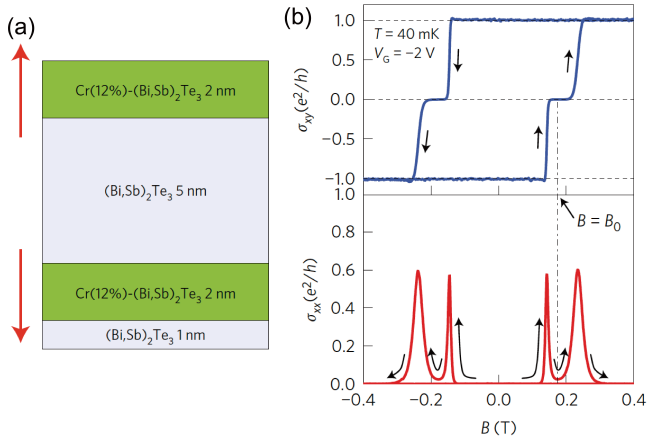 (a)
Cr(12%)-(Bi,Sb)₂Te₃ 2 nm
(Bi,Sb)₂Te₃ 5 nm
Cr(12%)-(Bi,Sb)₂Te₃ 2 nm
(Bi,Sb)₂Te₃ 1 nm
(b)
T = 40 mK
V_G = −2 V
σ_xy(e²/h)
1.0
0.5
0.0
−0.5
−1.0
B = B₀
σ_xx(e²/h)
1.0
0.8
0.6
0.4
0.2
0.0
−0.4 −0.2 0.0 0.2 0.4
B (T)